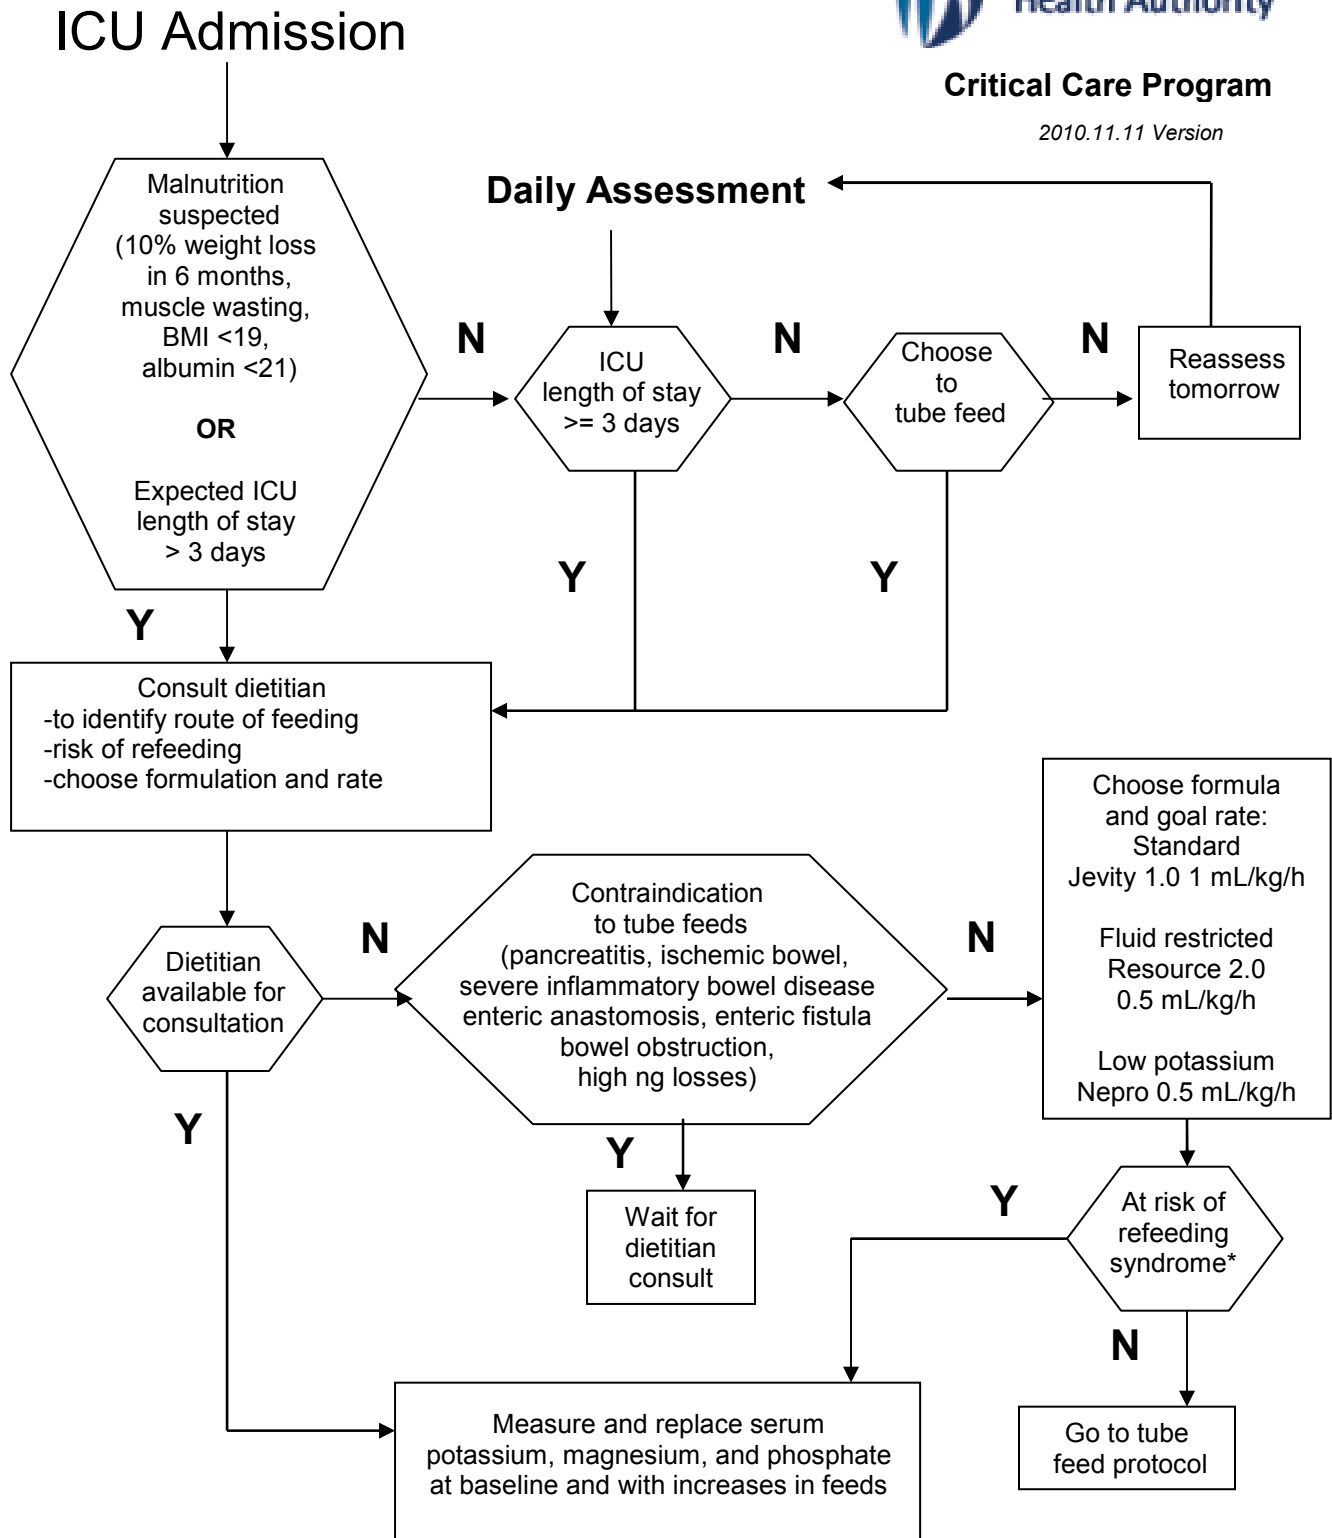 ICU Admission
Health Authority
Critical Care Program
2010.11.11 Version
Malnutrition
suspected
(10% weight loss
in 6 months,
muscle wasting,
BMI <19,
albumin <21)
OR
Expected ICU
length of stay
> 3 days
N
Daily Assessment
ICU
length of stay
>= 3 days
N
Choose
to
tube feed
N
Reassess
tomorrow
Y
Y
Y
Consult dietitian
-to identify route of feeding
-risk of refeeding
-choose formulation and rate
Dietitian
available for
consultation
N
Contraindication
to tube feeds
(pancreatitis, ischemic bowel,
severe inflammatory bowel disease
enteric anastomosis, enteric fistula
bowel obstruction,
high ng losses)
N
Choose formula
and goal rate:
Standard
Jevity 1.0 1 mL/kg/h
Fluid restricted
Resource 2.0
0.5 mL/kg/h
Low potassium
Nepro 0.5 mL/kg/h
Y
Y
Wait for
dietitian
consult
Y
At risk of
refeeding
syndrome*
N
Go to tube
feed protocol
Measure and replace serum
potassium, magnesium, and phosphate
at baseline and with increases in feeds